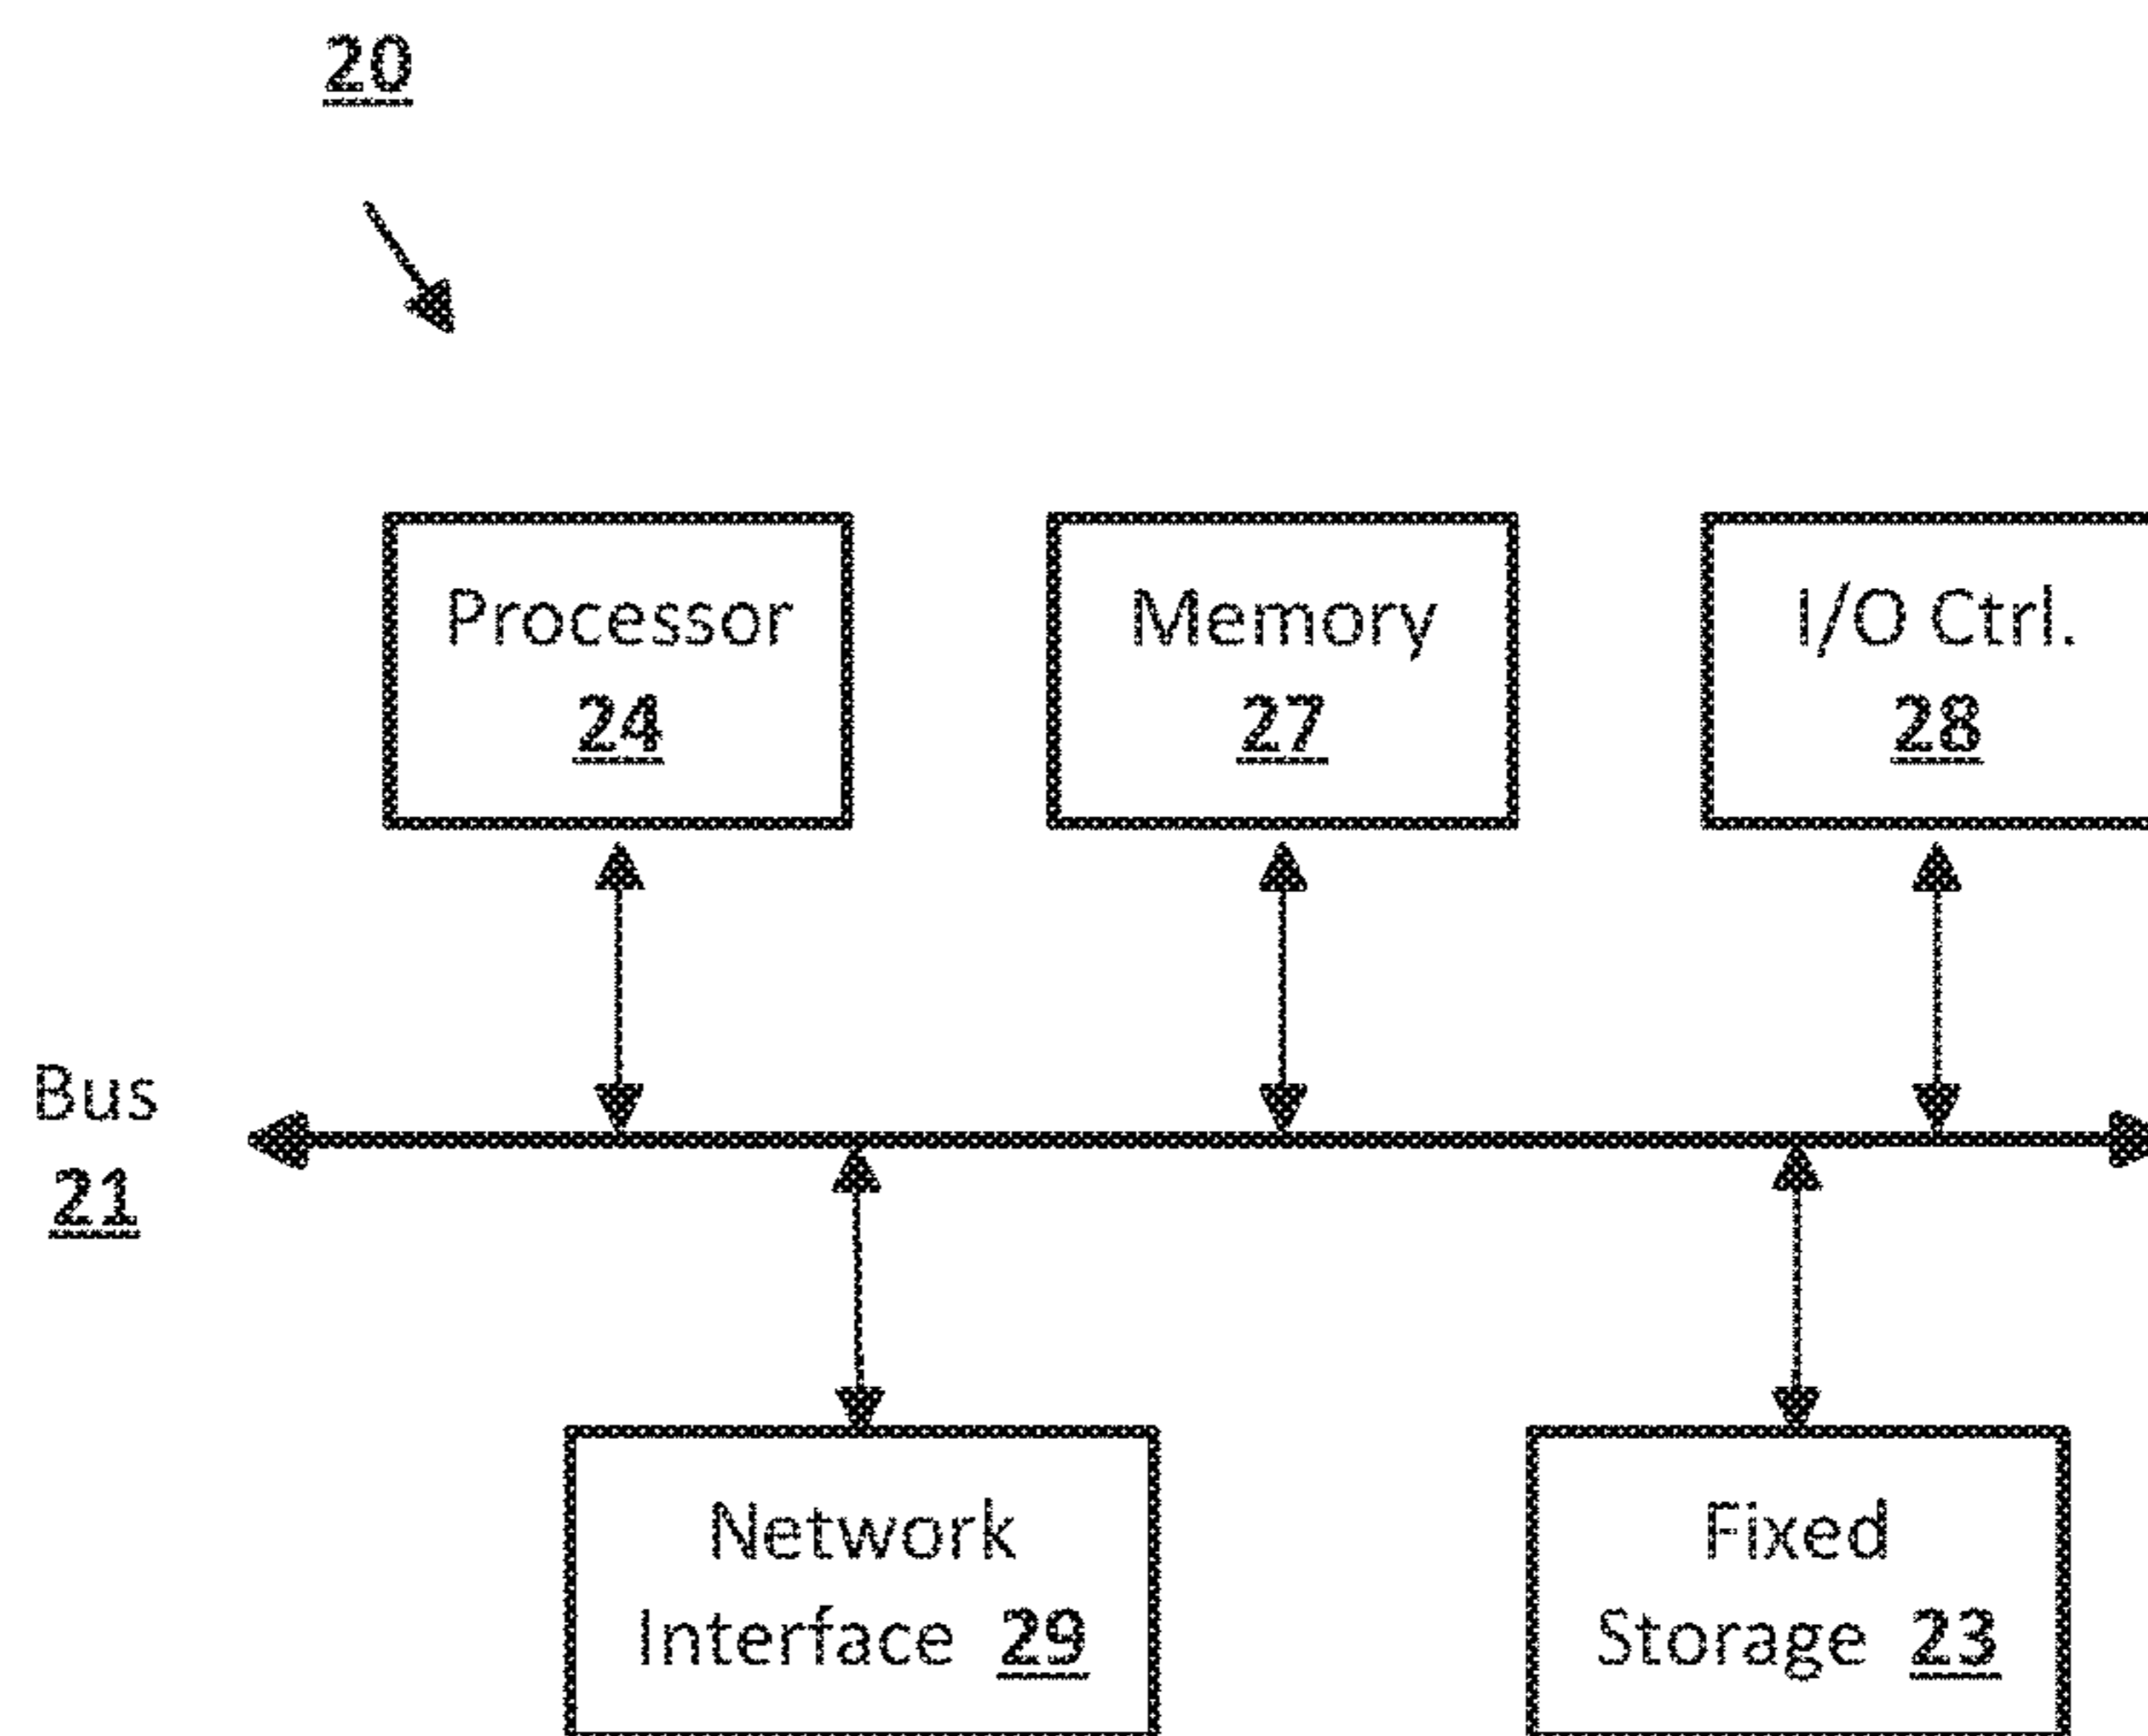 20
Processor
24
Memory
27
I/O Ctrl.
28
Bus
21
Network
Interface 29
Fixed
Storage 23